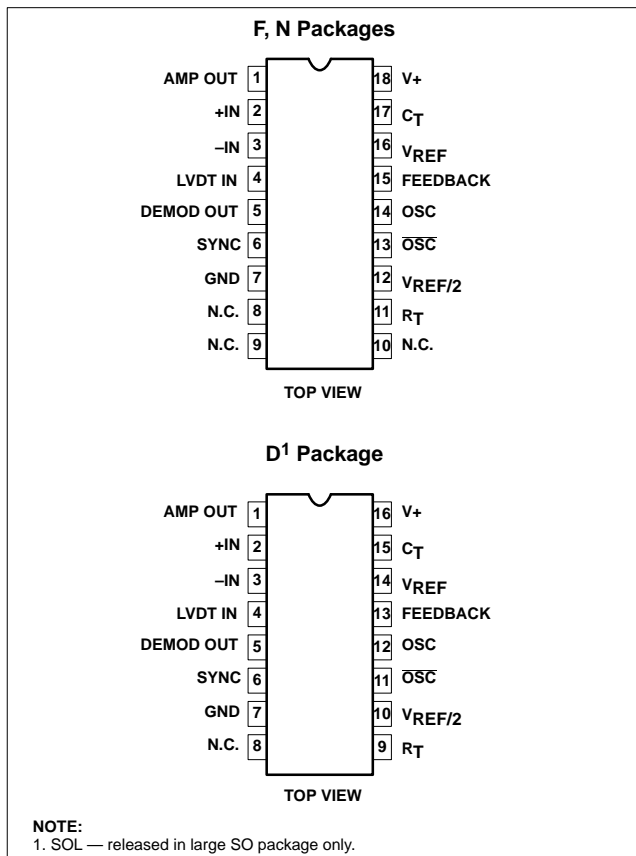 F, N Packages
AMP OUT 1 18 V+
+IN 2 17 CT
–IN 3 16 VREF
LVDT IN 4 15 FEEDBACK
DEMOD OUT 5 14 OSC
SYNC 6 13 O̅S̅C̅
GND 7 12 VREF/2
N.C. 8 11 RT
N.C. 9 10 N.C.
TOP VIEW
D1 Package
AMP OUT 1 16 V+
+IN 2 15 CT
–IN 3 14 VREF
LVDT IN 4 13 FEEDBACK
DEMOD OUT 5 12 OSC
SYNC 6 11 O̅S̅C̅
GND 7 10 VREF/2
N.C. 8 9 RT
TOP VIEW
NOTE:
1. SOL — released in large SO package only.